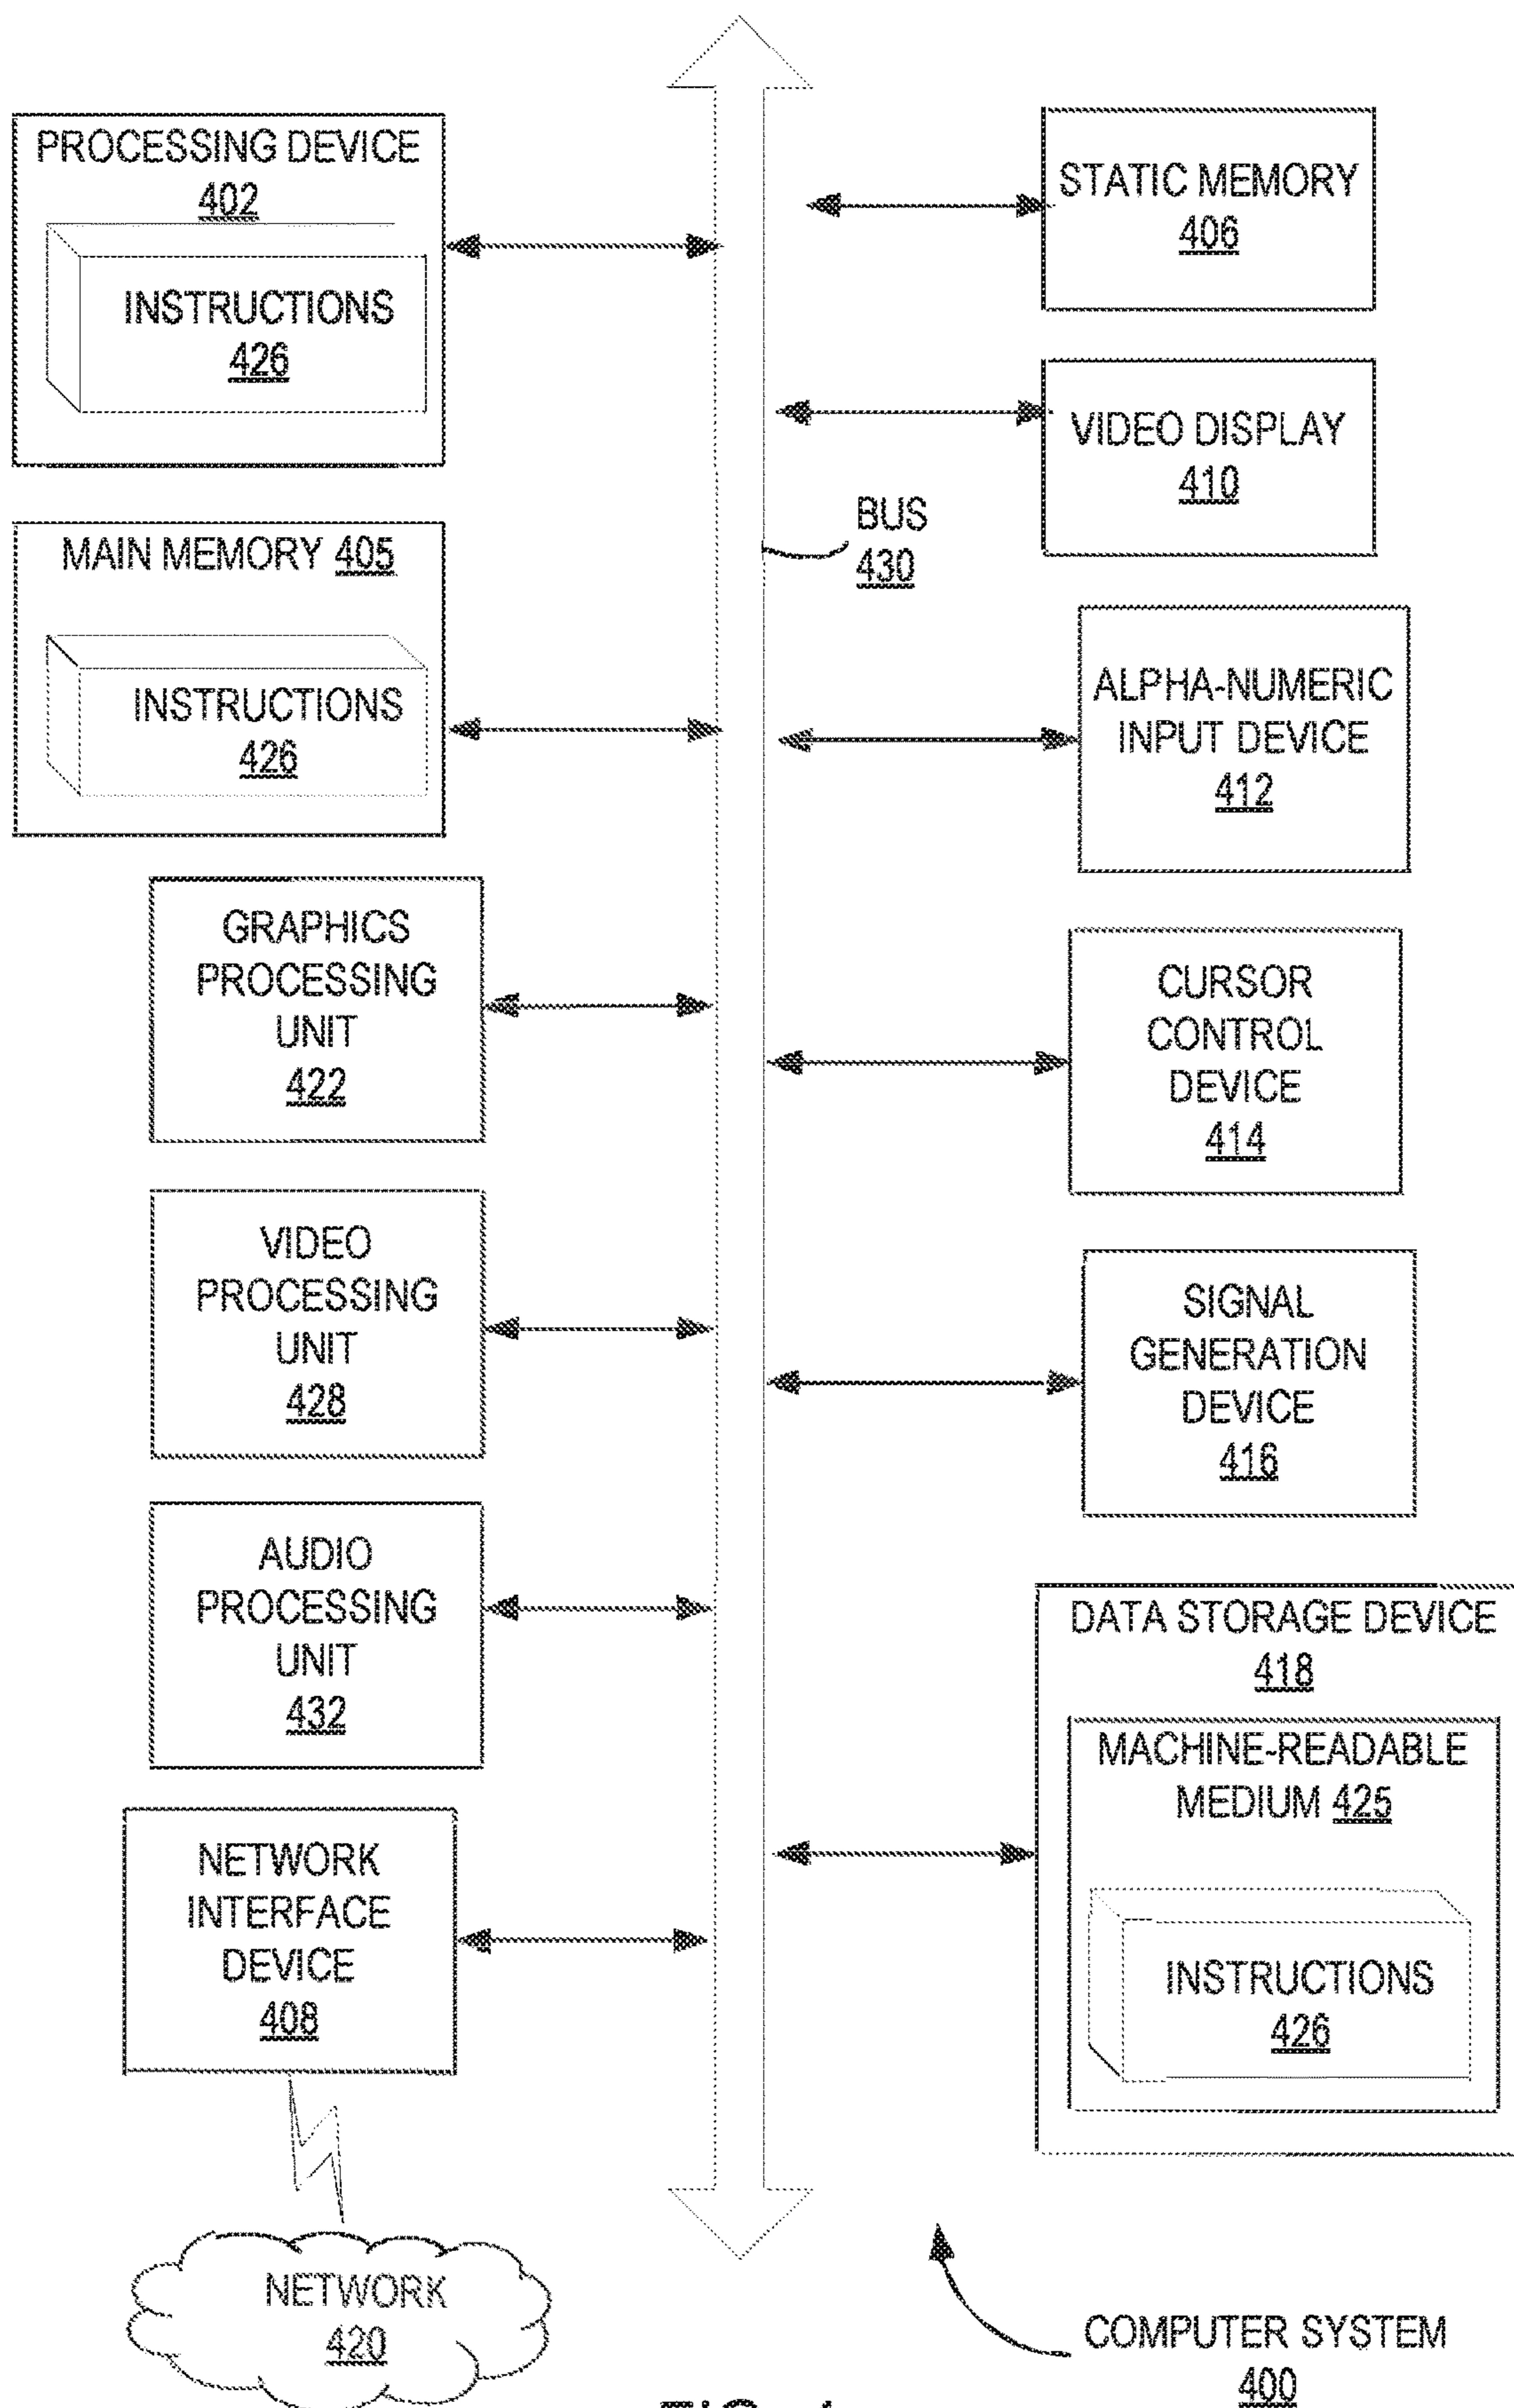 PROCESSING DEVICE
402
INSTRUCTIONS
426
MAIN MEMORY 405
INSTRUCTIONS
426
GRAPHICS
PROCESSING
UNIT
422
VIDEO
PROCESSING
UNIT
428
AUDIO
PROCESSING
UNIT
432
NETWORK
INTERFACE
DEVICE
408
NETWORK
420
BUS
430
STATIC MEMORY
406
VIDEO DISPLAY
410
ALPHA-NUMERIC
INPUT DEVICE
412
CURSOR
CONTROL
DEVICE
414
SIGNAL
GENERATION
DEVICE
416
DATA STORAGE DEVICE
418
MACHINE-READABLE
MEDIUM 425
INSTRUCTIONS
426
COMPUTER SYSTEM
400